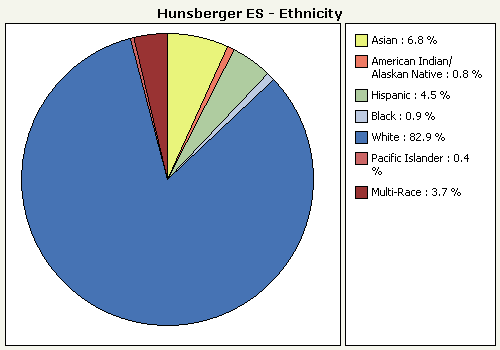 Hunsberger ES - Ethnicity
Asian : 6.8 %
American Indian/
Alaskan Native : 0.8 %
Hispanic : 4.5 %
Black : 0.9 %
White : 82.9 %
Pacific Islander : 0.4
%
Multi-Race : 3.7 %